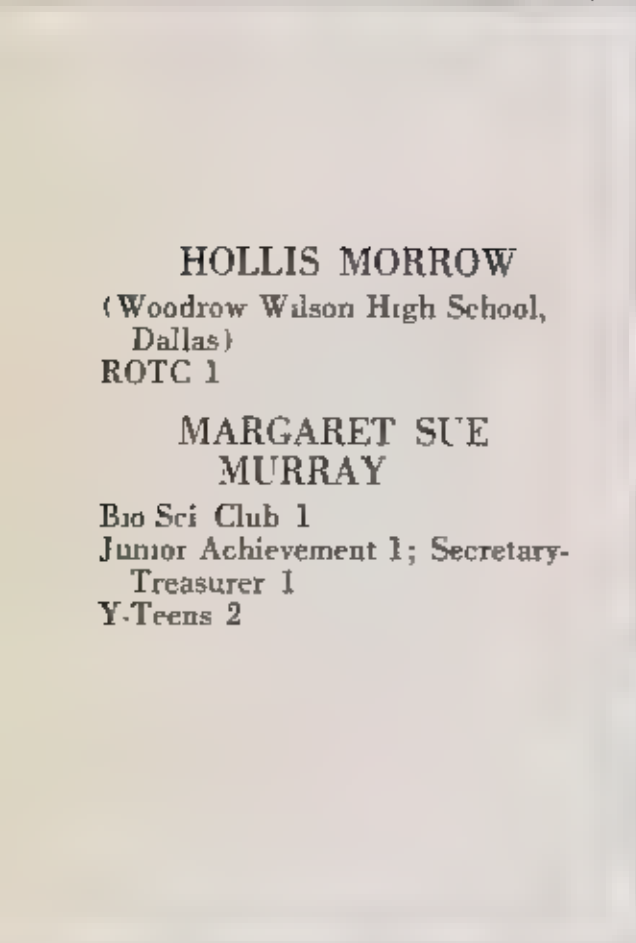 HOLLIS MORROW
(Woodrow Wilson High School,
Dallas)
ROTC 1
MARGARET SUE
MURRAY
Bio Sci Club 1
Junior Achievement 1; Secretary-
Treasurer 1
Y-Teens 2